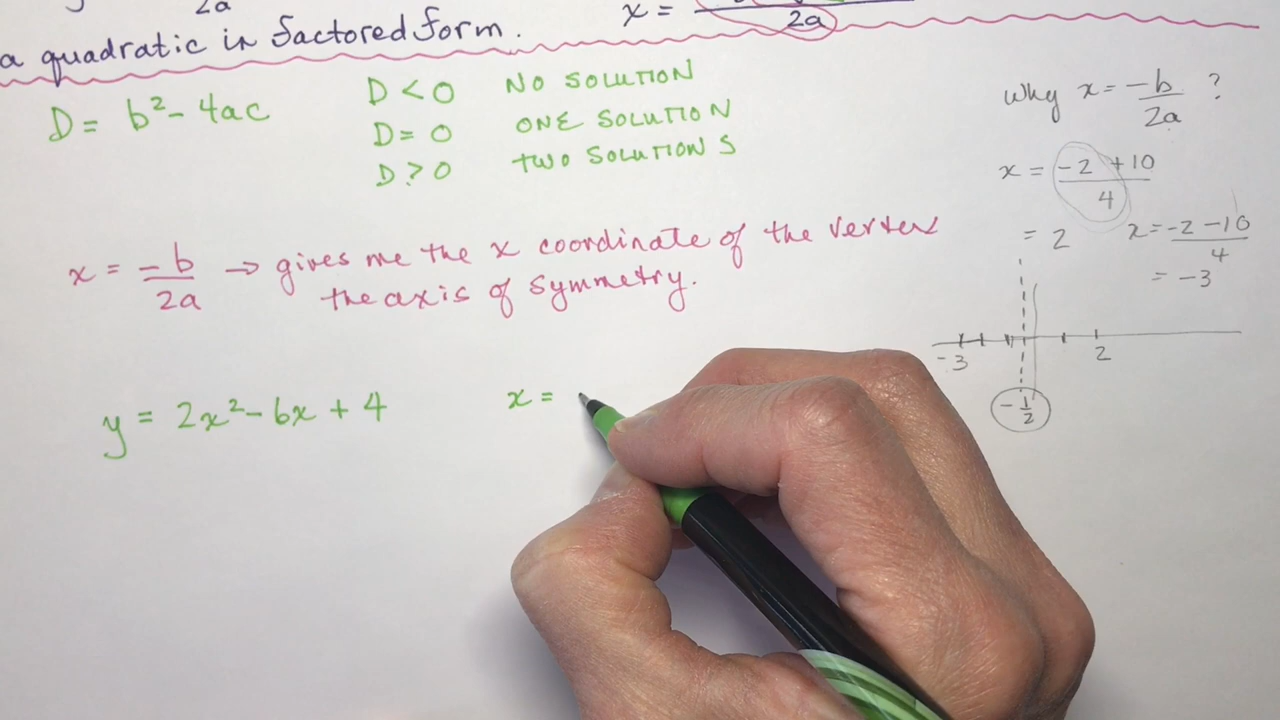 2a
a quadratic in factored form.
x = 2a
D = b² - 4ac
D < 0 NO SOLUTION
D = 0 ONE SOLUTION
D > 0 TWO SOLUTIONS
x = -b/2a → gives me the x coordinate of the vertex
the axis of symmetry.
y = 2x² - 6x + 4
x =
Why x = -b/2a ?
x = -2 + 10/4
= 2
x = -2 - 10/4
= -3
-3 2
-1/2